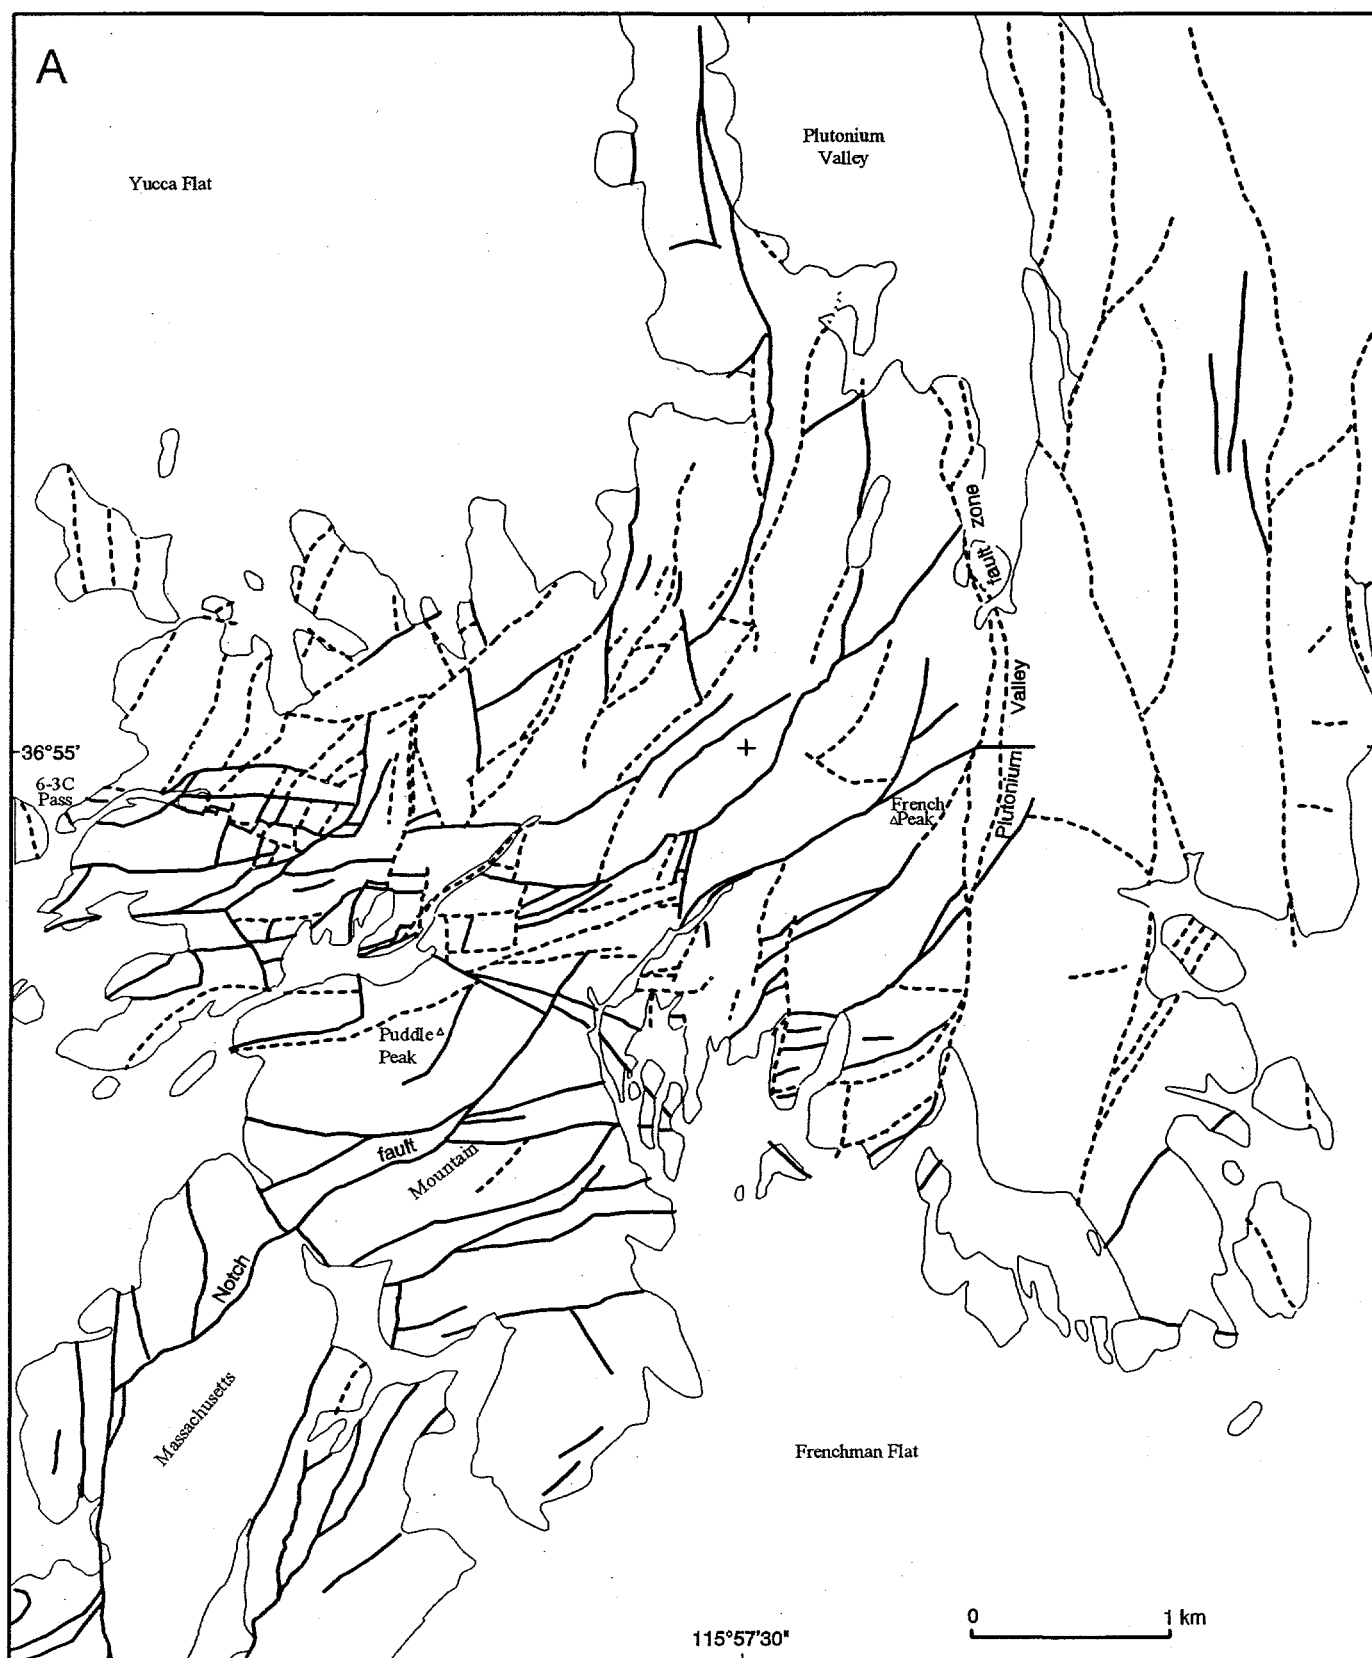 A
Plutonium
Valley
Yucca Flat
zone
fault
Valley
Plutonium
36°55'
6-3C
Pass
French
Peak
Puddle
Peak
fault
Mountain
Notch
Massachusetts
Frenchman Flat
0 1 km
115°57'30"